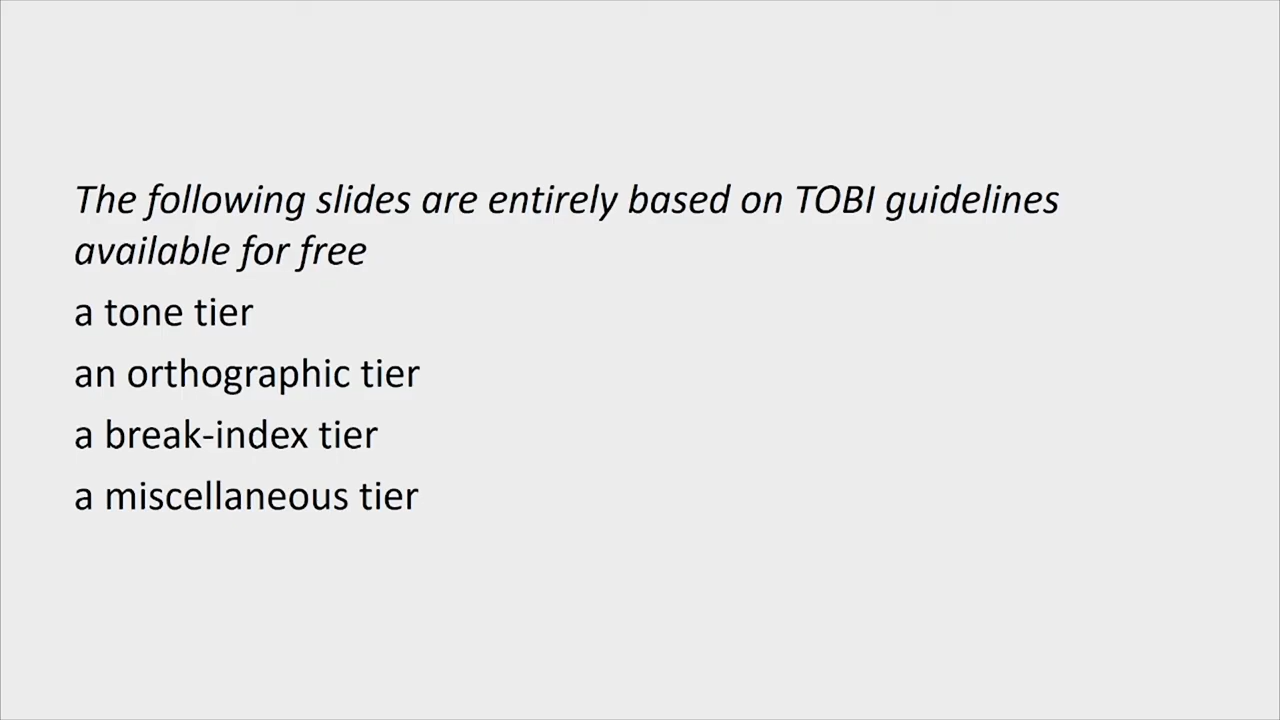 The following slides are entirely based on TOBI guidelines
available for free
a tone tier
an orthographic tier
a break-index tier
a miscellaneous tier